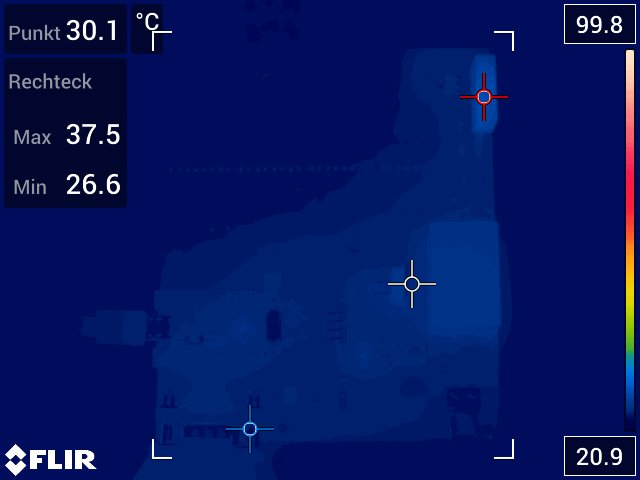 Punkt 30.1 °C
99.8
Rechteck
Max 37.5
Min 26.6
FLIR
20.9